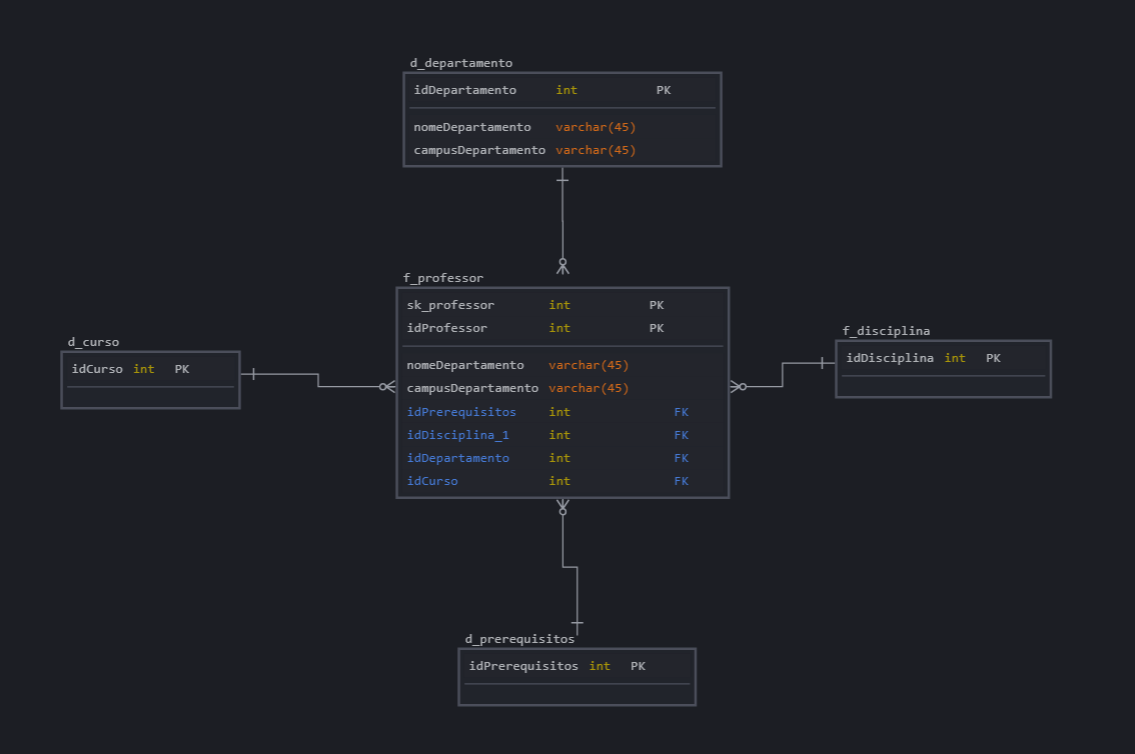 d_departamento
idDepartamento int PK
nomeDepartamento varchar(45)
campusDepartamento varchar(45)
f_professor
sk_professor int PK
idProfessor int PK
nomeDepartamento varchar(45)
campusDepartamento varchar(45)
idPrerequisitos int FK
idDisciplina_1 int FK
idDepartamento int FK
idCurso int FK
d_curso
idCurso int PK
f_disciplina
idDisciplina int PK
d_prerequisitos
idPrerequisitos int PK